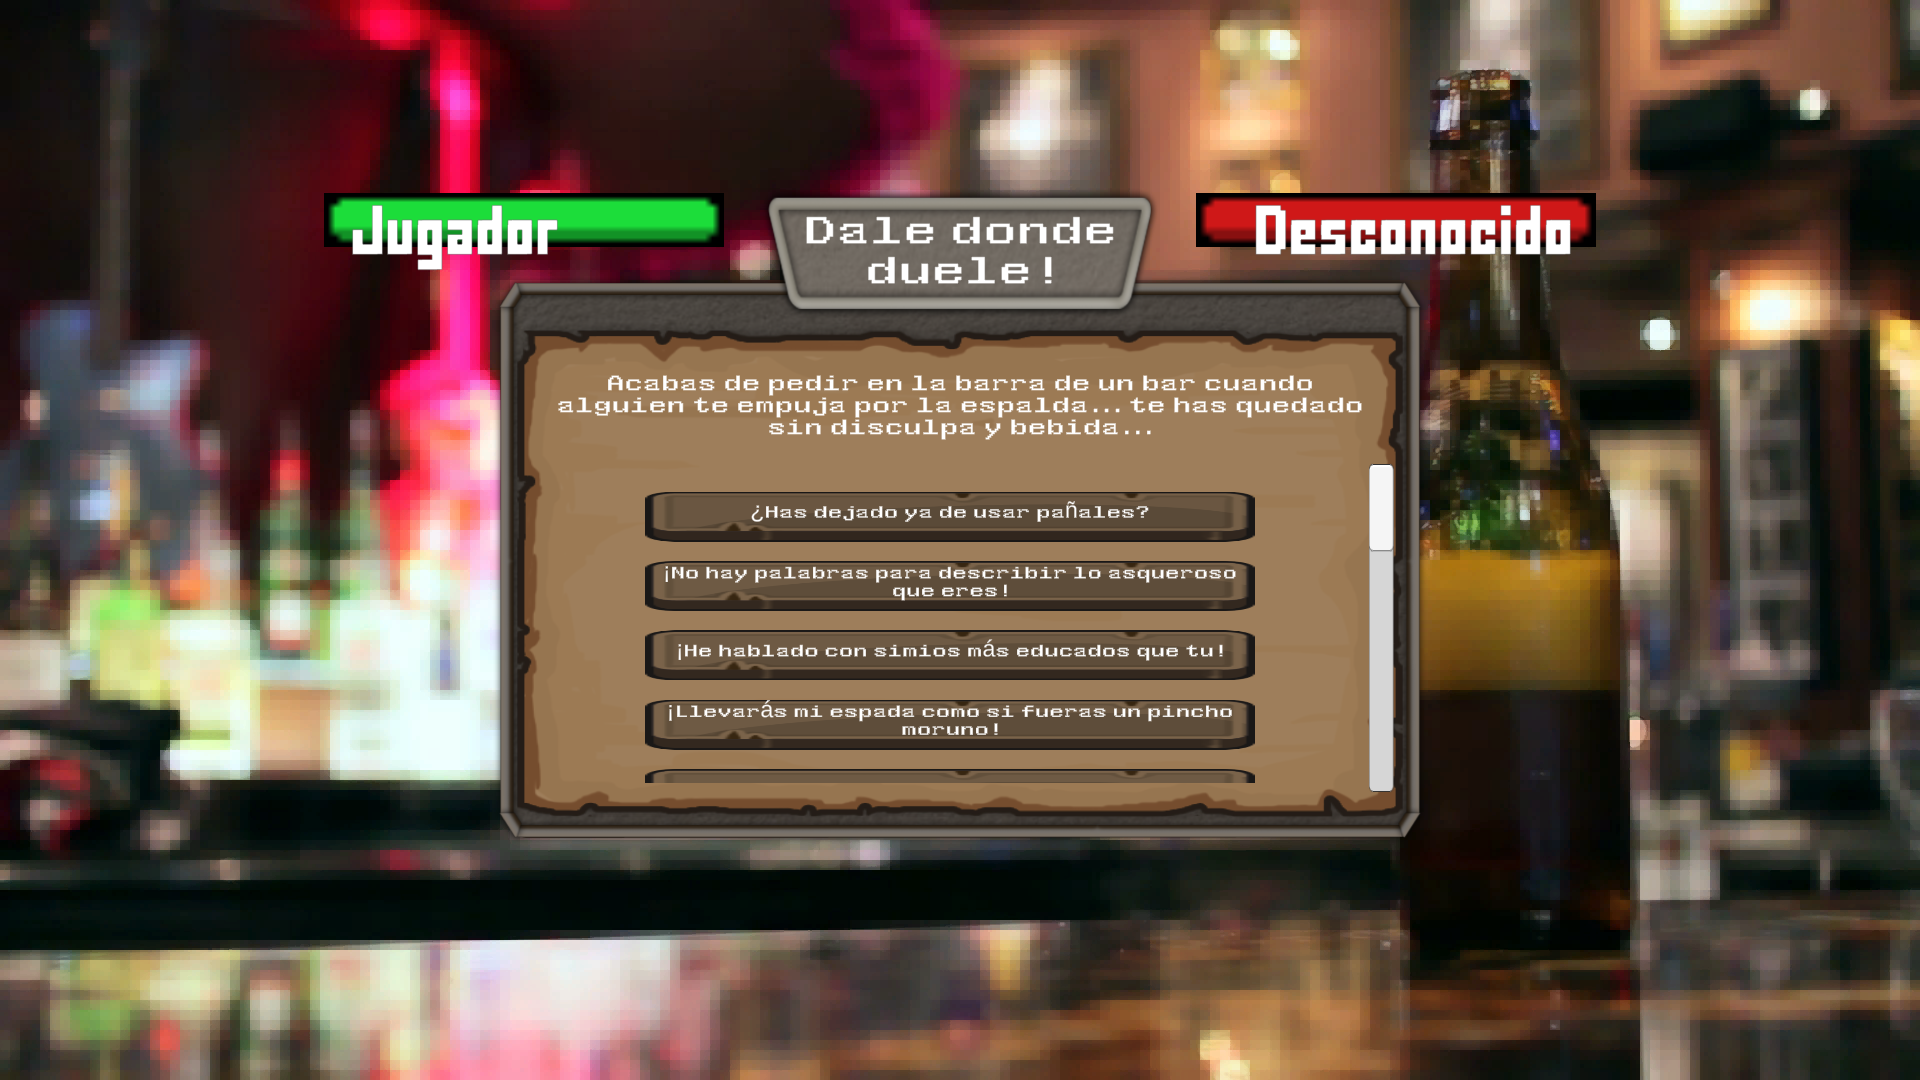 Jugador
Dale donde
duele!
Desconocido
Acabas de pedir en la barra de un bar cuando
alguien te empuja por la espalda... te has quedado
sin disculpa y bebida...
¿Has dejado ya de usar pañales?
¡No hay palabras para describir lo asqueroso
que eres!
¡He hablado con simios más educados que tu!
¡Llevarás mi espada como si fueras un pincho
moruno!